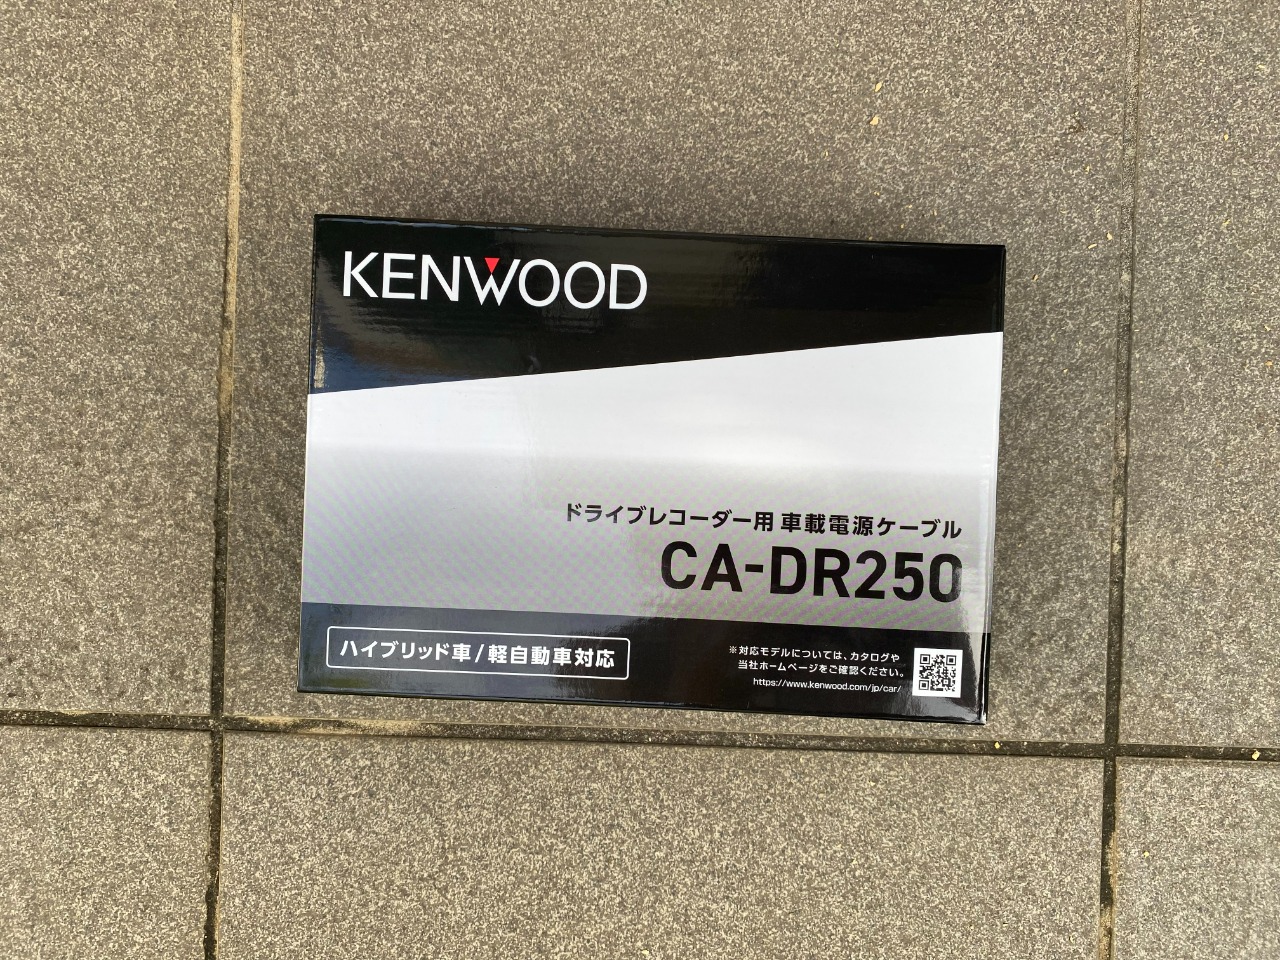 KENWOOD
ドライブレコーダー用 車載電源ケーブル
CA-DR250
ハイブリッド車/軽自動車対応
※対応モデルについては、カタログや
当社ホームページをご確認ください。
https://www.kenwood.com/jp/car/